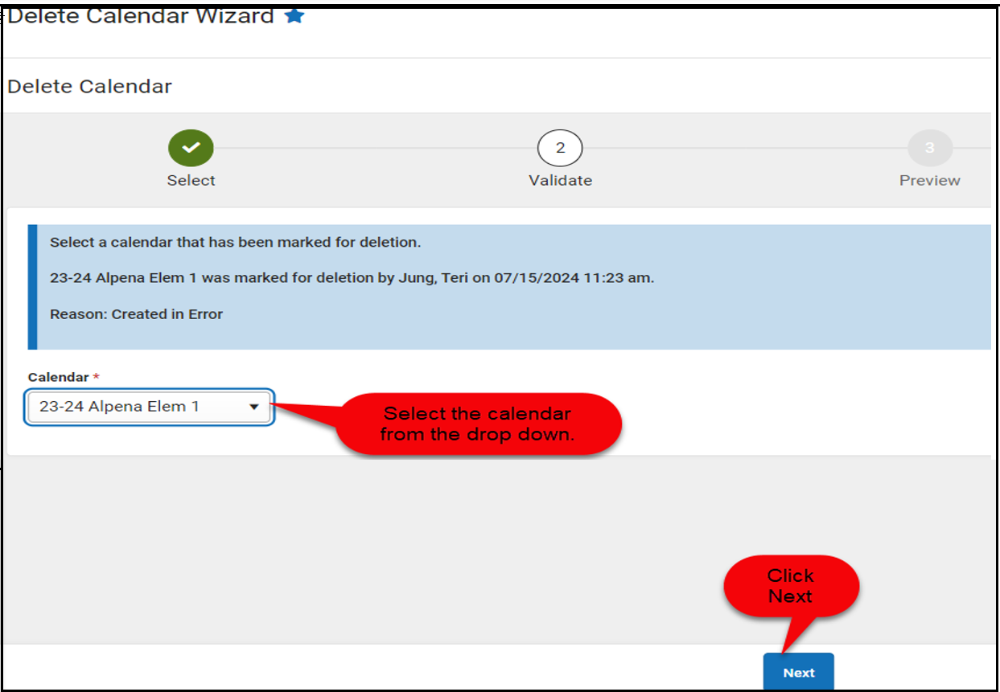 Delete Calendar Wizard
Delete Calendar
2
3
Select
Validate
Preview
Select a calendar that has been marked for deletion.
23-24 Alpena Elem 1 was marked for deletion by Jung, Teri on 07/15/2024 11:23 am.
Reason: Created in Error
Calendar *
23-24 Alpena Elem 1
Select the calendar
from the drop down.
Click
Next
Next